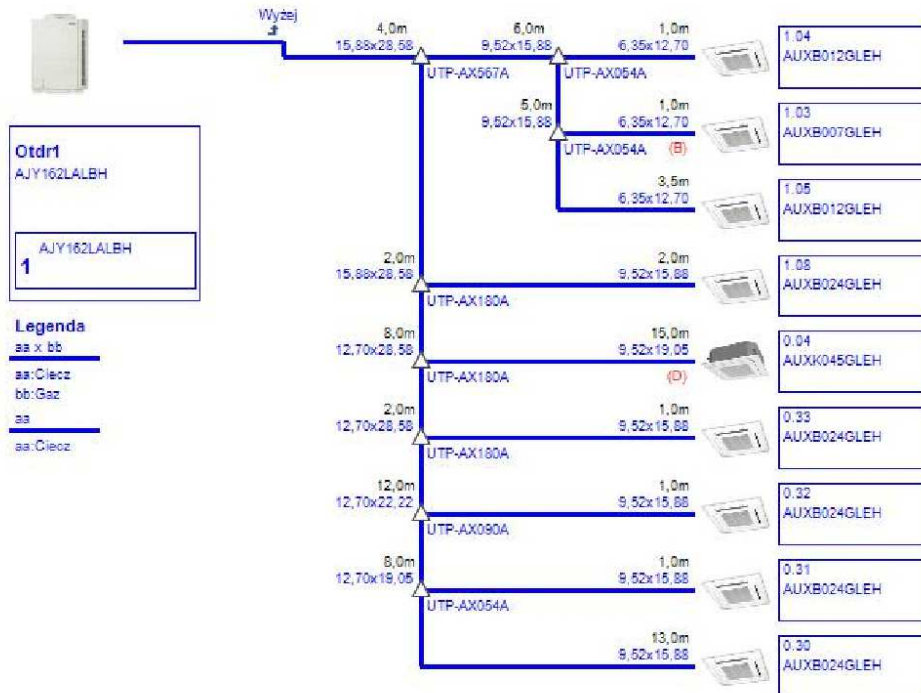 Wyżej
4,0m
15,88x28,58
UTP-AX567A
6,0m
9,52x15,88
UTP-AX054A
1,0m
6,35x12,70
1.04
AUXB012GLEH
5,0m
9,52x15,88
UTP-AX054A
1,0m
6,35x12,70
(B)
1.03
AUXB007GLEH
3,5m
6,35x12,70
1.05
AUXB012GLEH
Otdr1
AJY162LALBH
1
AJY162LALBH
Legenda
aa x bb
aa:Ciecz
bb:Gaz
aa
aa:Ciecz
2,0m
15,88x28,58
UTP-AX180A
2,0m
9,52x15,88
1.08
AUXB024GLEH
8,0m
12,70x28,58
UTP-AX180A
15,0m
9,52x19,05
(D)
0.04
AUXK045GLEH
2,0m
12,70x28,58
UTP-AX180A
1,0m
9,52x15,88
0.33
AUXB024GLEH
12,0m
12,70x22,22
UTP-AX090A
1,0m
9,52x15,88
0.32
AUXB024GLEH
8,0m
12,70x19,05
UTP-AX054A
1,0m
9,52x15,88
0.31
AUXB024GLEH
13,0m
9,52x15,88
0.30
AUXB024GLEH